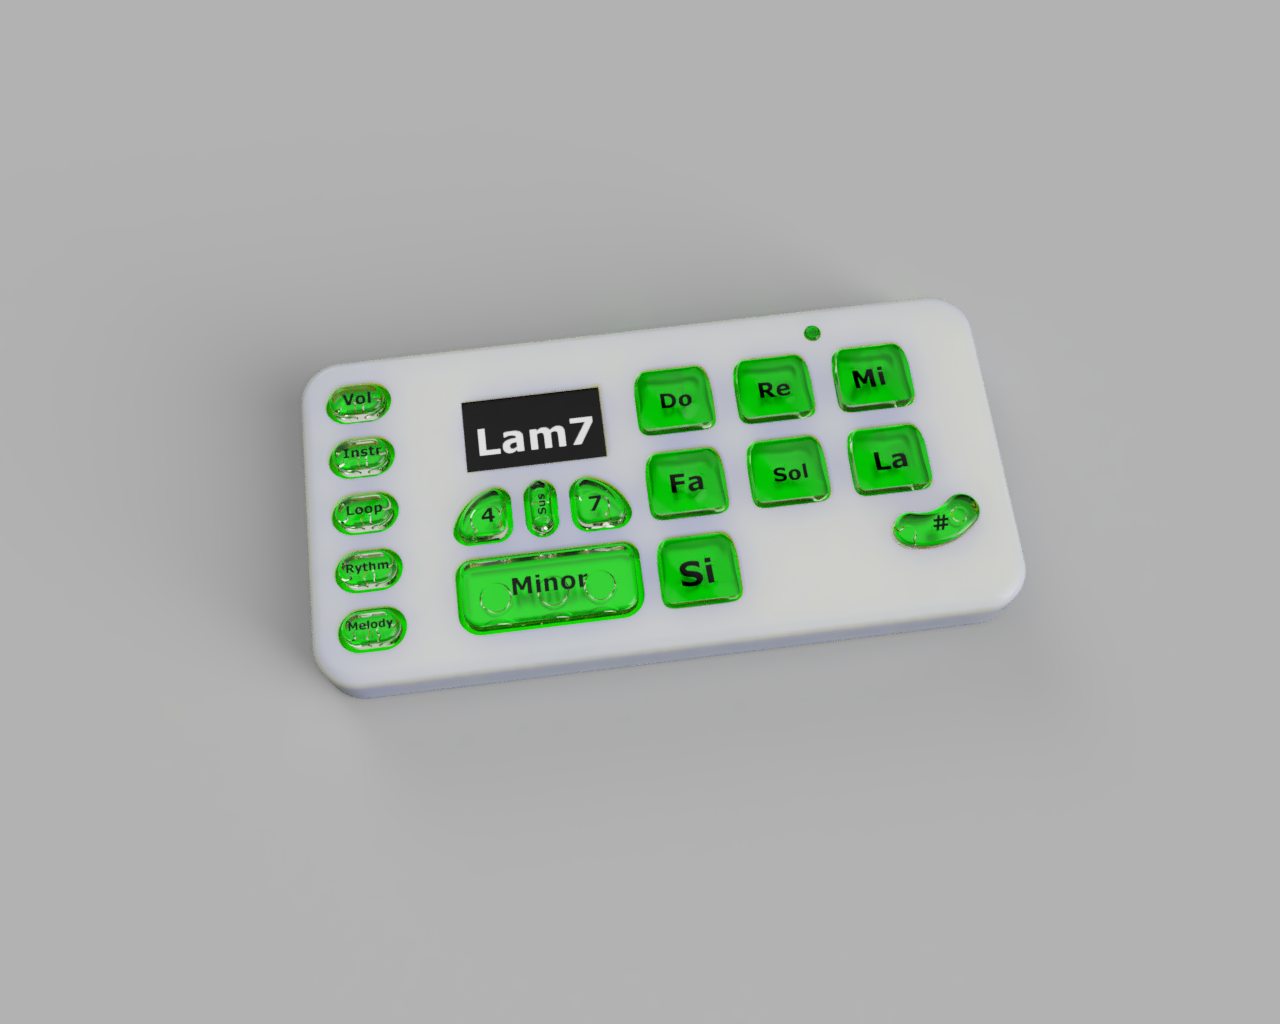 Vol
Instr
Loop
Rythm
Melody
Lam7
4
Sus
7
Minor
Do
Re
Mi
Fa
Sol
La
Si
#